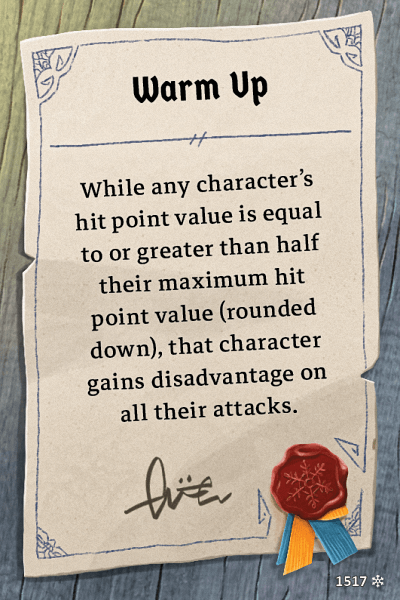 Warm Up
While any character's
hit point value is equal
to or greater than half
their maximum hit
point value (rounded
down), that character
gains disadvantage on
all their attacks.
1517